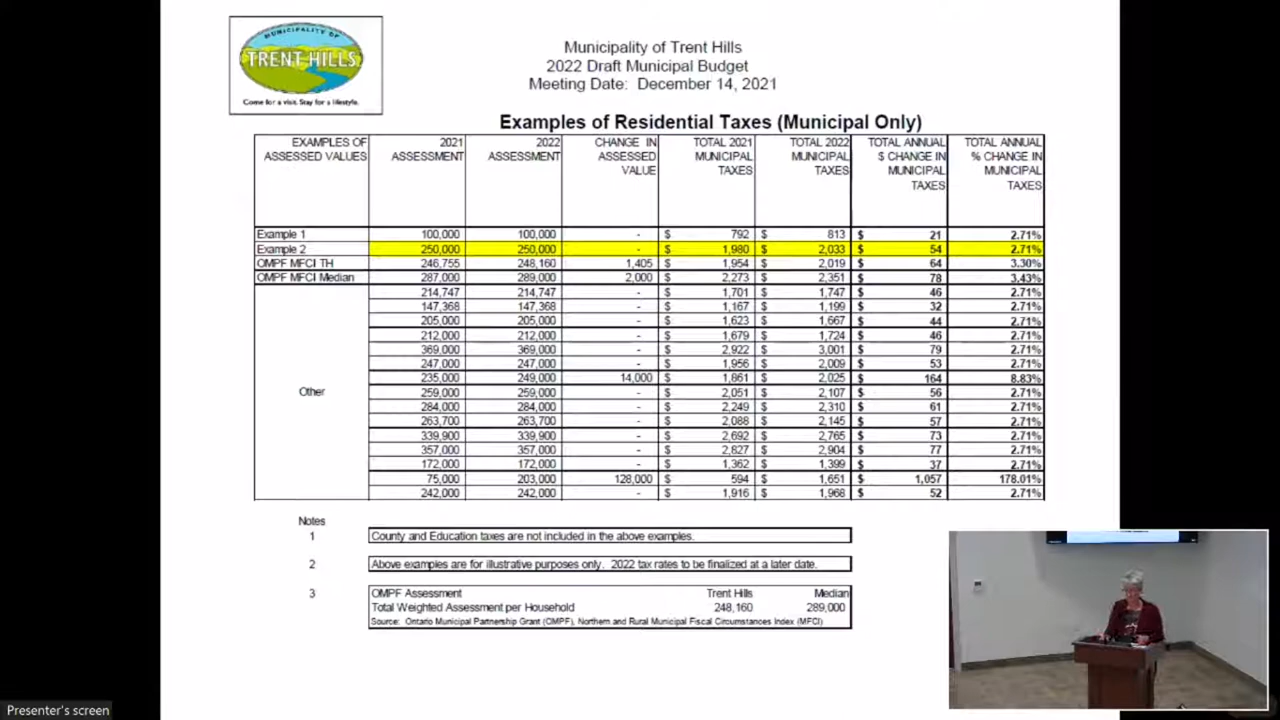 MUNICIPALITY OF
TRENT HILLS
Come for a visit. Stay for a lifestyle.
Municipality of Trent Hills
2022 Draft Municipal Budget
Meeting Date: December 14, 2021
Examples of Residential Taxes (Municipal Only)
EXAMPLES OF ASSESSED VALUES 2021 ASSESSMENT 2022 ASSESSMENT CHANGE IN ASSESSED VALUE TOTAL 2021 MUNICIPAL TAXES TOTAL 2022 MUNICIPAL TAXES TOTAL ANNUAL $ CHANGE IN MUNICIPAL TAXES TOTAL ANNUAL % CHANGE IN MUNICIPAL TAXES
Example 1 100,000 100,000 - $ 792 $ 813 $ 21 2.71%
Example 2 250,000 250,000 - $ 1,980 $ 2,033 $ 54 2.71%
OMPF MFCI TH 246,755 248,160 1,405 $ 1,954 $ 2,019 $ 64 3.30%
OMPF MFCI Median 287,000 289,000 2,000 $ 2,273 $ 2,351 $ 78 3.43%
214,747 214,747 - $ 1,701 $ 1,747 $ 46 2.71%
147,368 147,368 - $ 1,167 $ 1,199 $ 32 2.71%
205,000 205,000 - $ 1,623 $ 1,667 $ 44 2.71%
212,000 212,000 - $ 1,679 $ 1,724 $ 46 2.71%
369,000 369,000 - $ 2,922 $ 3,001 $ 79 2.71%
247,000 247,000 - $ 1,956 $ 2,009 $ 53 2.71%
235,000 249,000 14,000 $ 1,861 $ 2,025 $ 164 8.83%
Other 259,000 259,000 - $ 2,051 $ 2,107 $ 56 2.71%
284,000 284,000 - $ 2,249 $ 2,310 $ 61 2.71%
263,700 263,700 - $ 2,088 $ 2,145 $ 57 2.71%
339,900 339,900 - $ 2,692 $ 2,765 $ 73 2.71%
357,000 357,000 - $ 2,827 $ 2,904 $ 77 2.71%
172,000 172,000 - $ 1,362 $ 1,399 $ 37 2.71%
75,000 203,000 128,000 $ 594 $ 1,651 $ 1,057 178.01%
242,000 242,000 - $ 1,916 $ 1,968 $ 52 2.71%
Notes
1 County and Education taxes are not included in the above examples.
2 Above examples are for illustrative purposes only. 2022 tax rates to be finalized at a later date.
3 OMPF Assessment Trent Hills Median
Total Weighted Assessment per Household 248,160 289,000
Source: Ontario Municipal Partnership Grant (OMPF), Northern and Rural Municipal Fiscal Circumstances Index (MFCI)
Presenter's screen